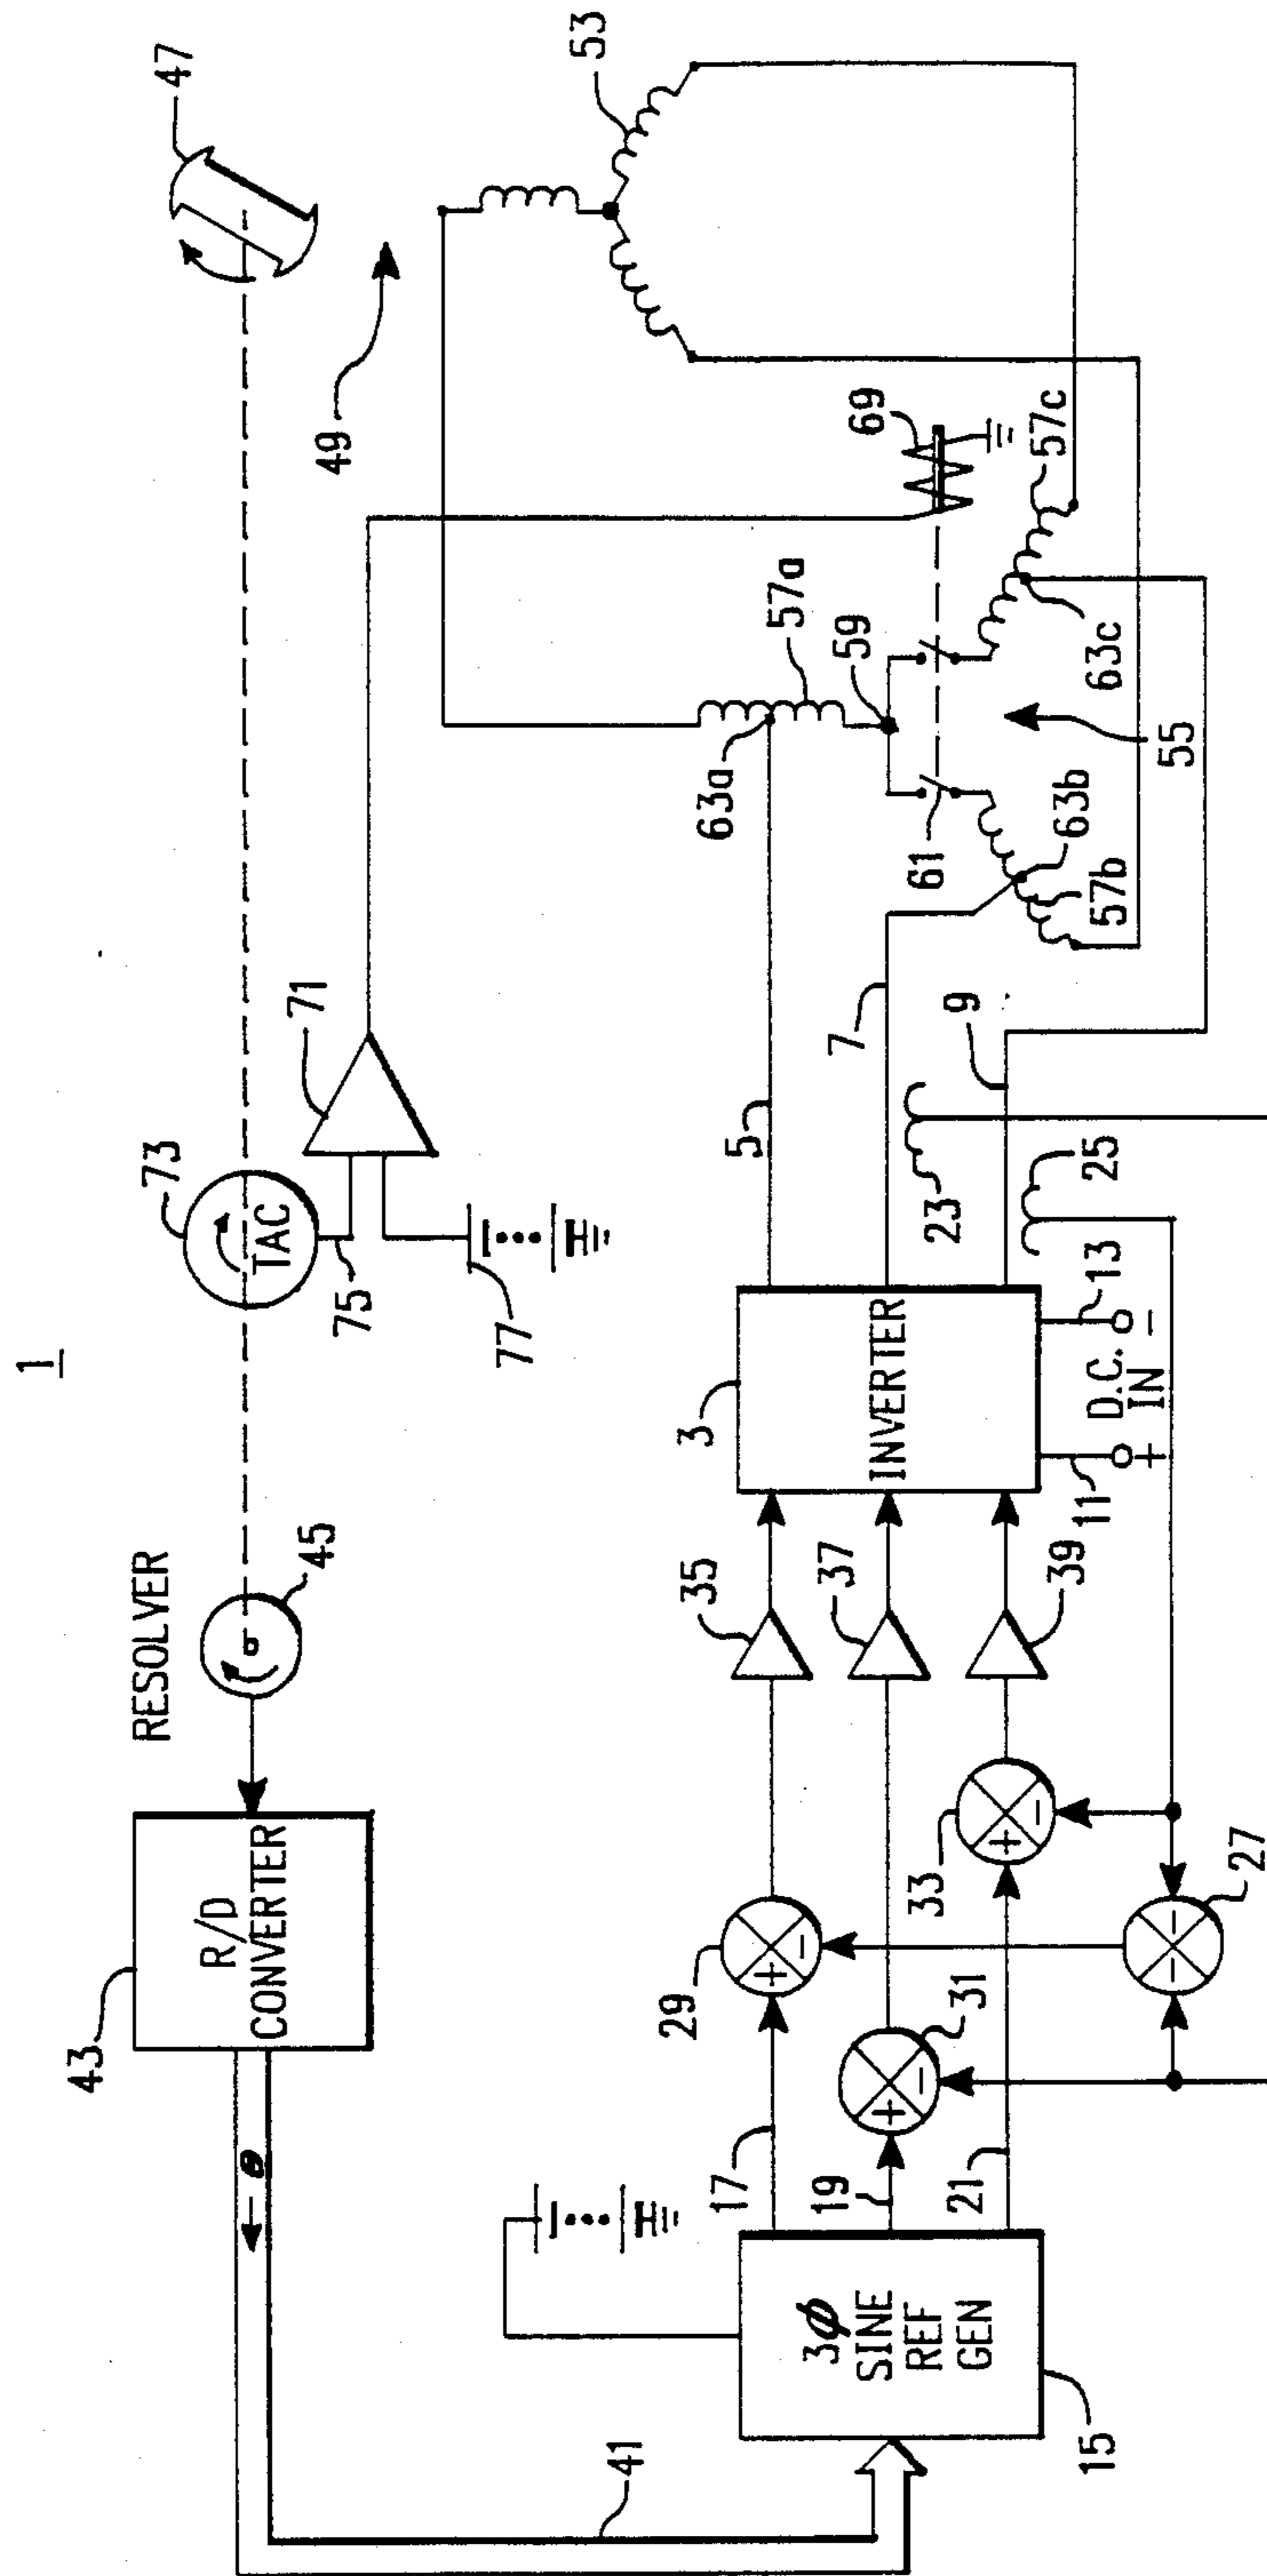 1
47
73
TAC
75
71
77
49
53
RESOLVER
45
43
R/D
CONVERTER
← θ
41
69
57a
59
63a
57c
63c
61
55
63b
57b
5
7
9
23
25
3
INVERTER
D.C.
IN
+
−
11
13
35
37
39
29
+
−
31
+
−
33
+
−
27
−
−
17
19
21
3Φ
SINE
REF
GEN
15